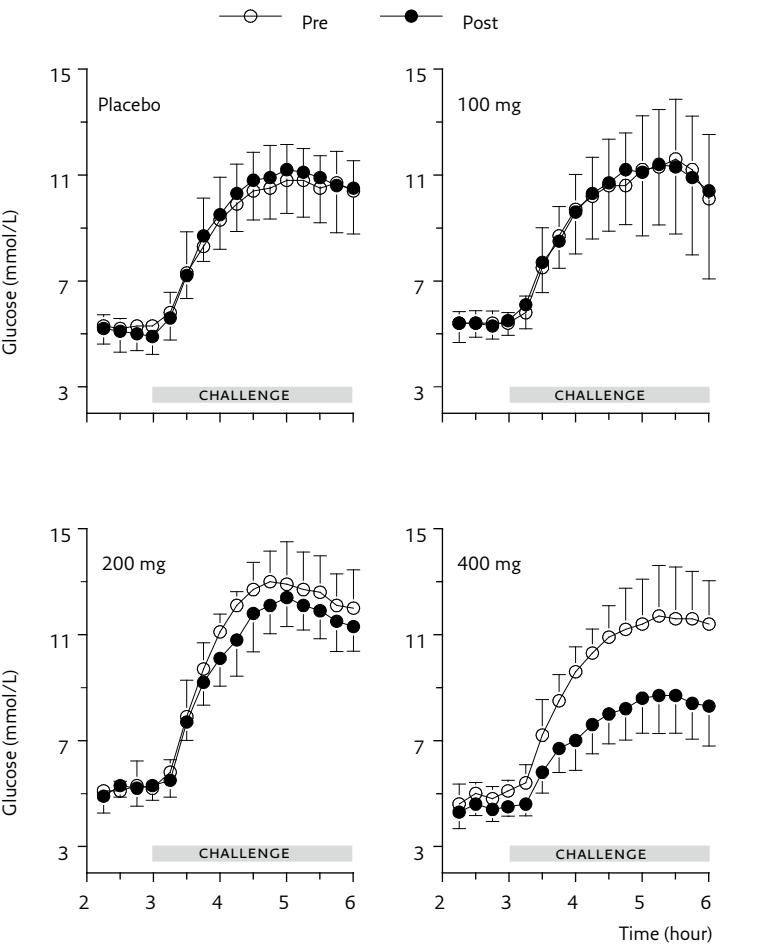 Pre Post
15 15
Placebo 100 mg
11 11
Glucose (mmol/L)
7 7
3 3
CHALLENGE CHALLENGE
15 15
200 mg 400 mg
11 11
Glucose (mmol/L)
7 7
3 3
CHALLENGE CHALLENGE
2 3 4 5 6 2 3 4 5 6
Time (hour)